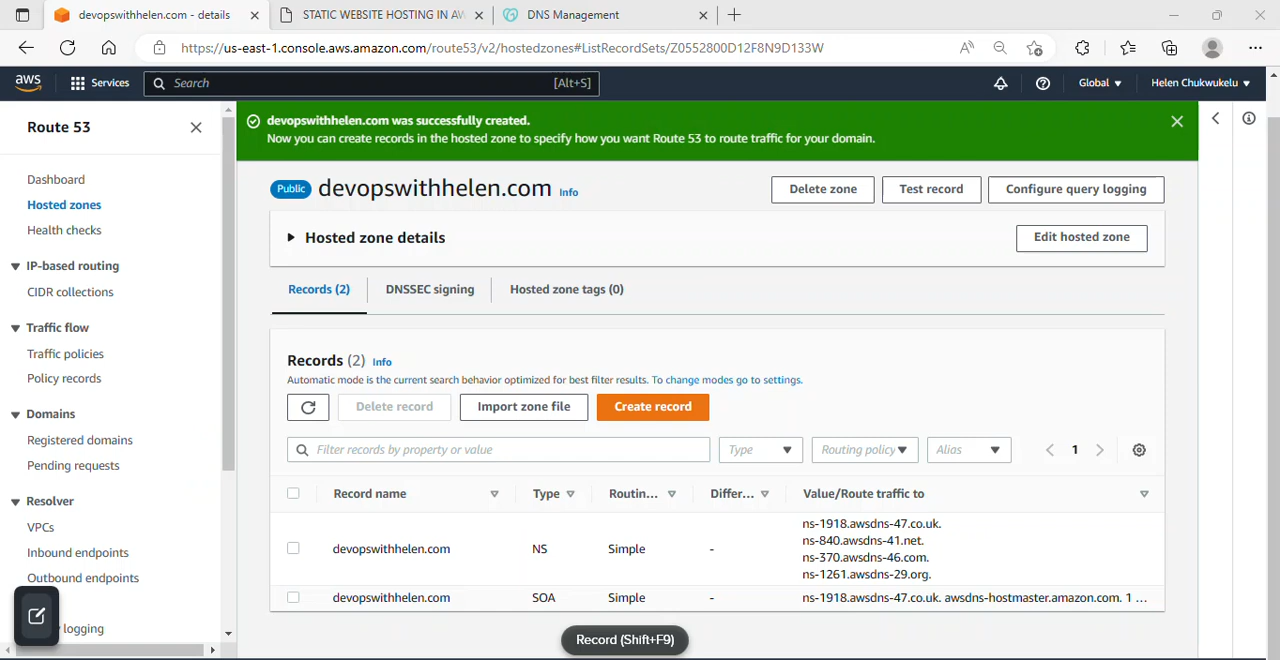 devopswithhelen.com - details
STATIC WEBSITE HOSTING IN AW
DNS Management
https://us-east-1.console.aws.amazon.com/route53/v2/hostedzones#ListRecordSets/Z0552800D12F8N9D133W
aws
Services
Search
[Alt+S]
Global
Helen Chukwukelu
Route 53
Dashboard
Hosted zones
Health checks
IP-based routing
CIDR collections
Traffic flow
Traffic policies
Policy records
Domains
Registered domains
Pending requests
Resolver
VPCs
Inbound endpoints
Outbound endpoints
logging
devopswithhelen.com was successfully created.
Now you can create records in the hosted zone to specify how you want Route 53 to route traffic for your domain.
Public
devopswithhelen.com Info
Delete zone
Test record
Configure query logging
Hosted zone details
Edit hosted zone
Records (2)
DNSSEC signing
Hosted zone tags (0)
Records (2) Info
Automatic mode is the current search behavior optimized for best filter results. To change modes go to settings.
Delete record
Import zone file
Create record
Filter records by property or value
Type
Routing policy
Alias
1
Record name
Type
Routin...
Differ...
Value/Route traffic to
devopswithhelen.com
NS
Simple
-
ns-1918.awsdns-47.co.uk.
ns-840.awsdns-41.net.
ns-370.awsdns-46.com.
ns-1261.awsdns-29.org.
devopswithhelen.com
SOA
Simple
-
ns-1918.awsdns-47.co.uk. awsdns-hostmaster.amazon.com. 1 ...
Record (Shift+F9)